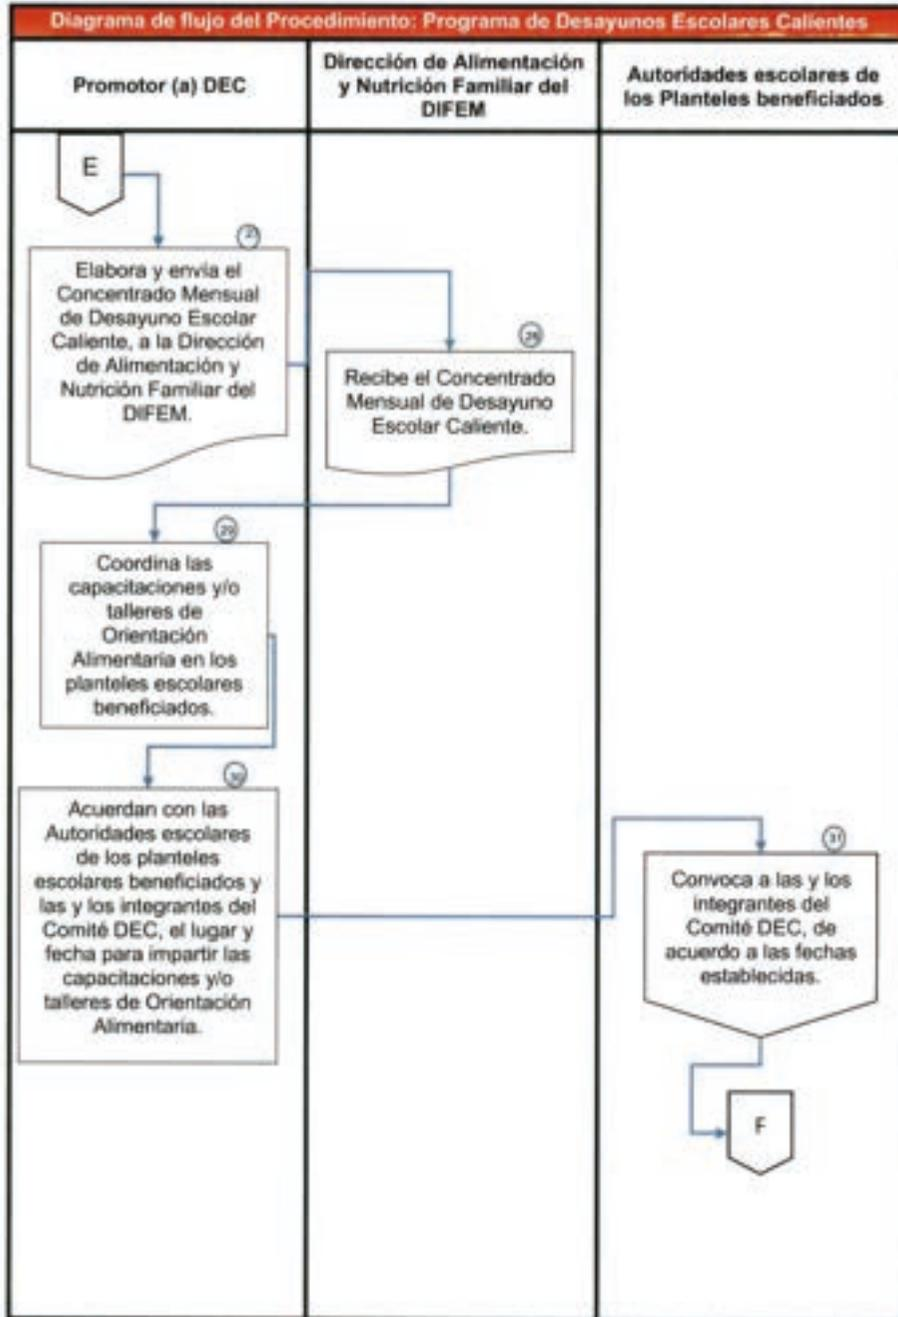 Diagrama de flujo del Procedimiento: Programa de Desayunos Escolares Calientes
Promotor (a) DEC
Dirección de Alimentación
y Nutrición Familiar del
DIFEM
Autoridades escolares de
los Planteles beneficiados
E
27
Elabora y envía el
Concentrado Mensual
de Desayuno Escolar
Caliente, a la Dirección
de Alimentación y
Nutrición Familiar del
DIFEM.
28
Recibe el Concentrado
Mensual de Desayuno
Escolar Caliente.
29
Coordina las
capacitaciones y/o
talleres de
Orientación
Alimentaria en los
planteles escolares
beneficiados.
30
Acuerdan con las
Autoridades escolares
de los planteles
escolares beneficiados y
las y los integrantes del
Comité DEC, el lugar y
fecha para impartir las
capacitaciones y/o
talleres de Orientación
Alimentaria.
31
Convoca a las y los
integrantes del
Comité DEC, de
acuerdo a las fechas
establecidas.
F